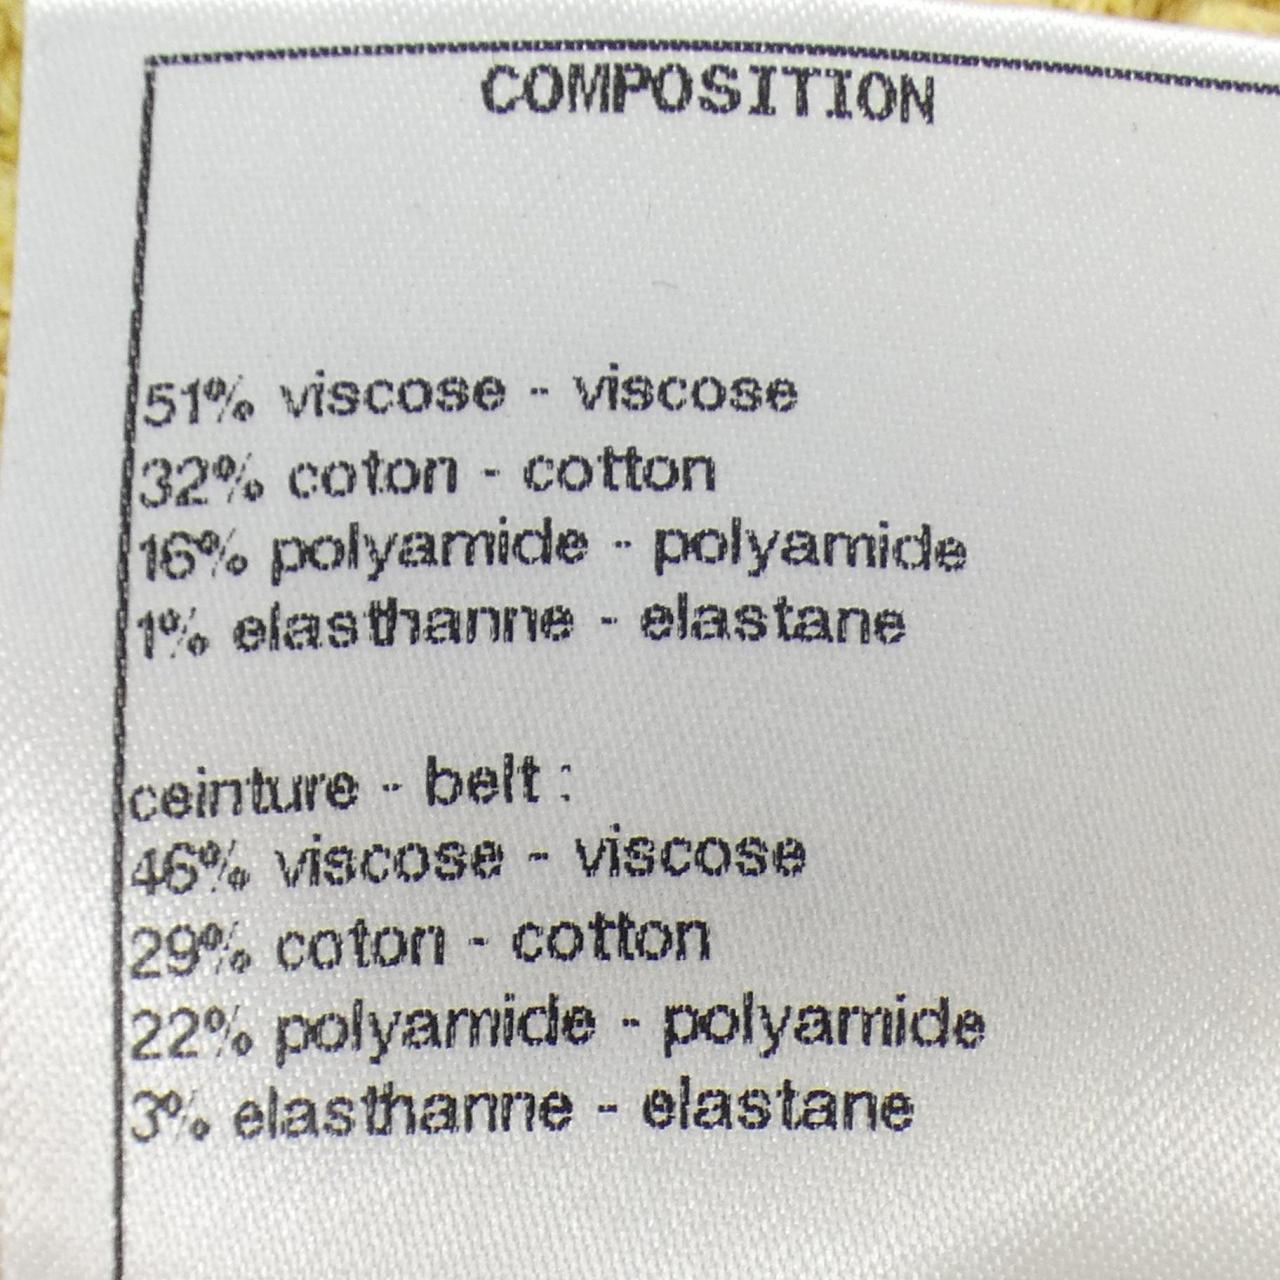 COMPOSITION
51% viscose - viscose
32% coton - cotton
16% polyamide - polyamide
1% elasthanne - elastane
ceinture - belt :
46% viscose - viscose
29% coton - cotton
22% polyamide - polyamide
3% elasthanne - elastane